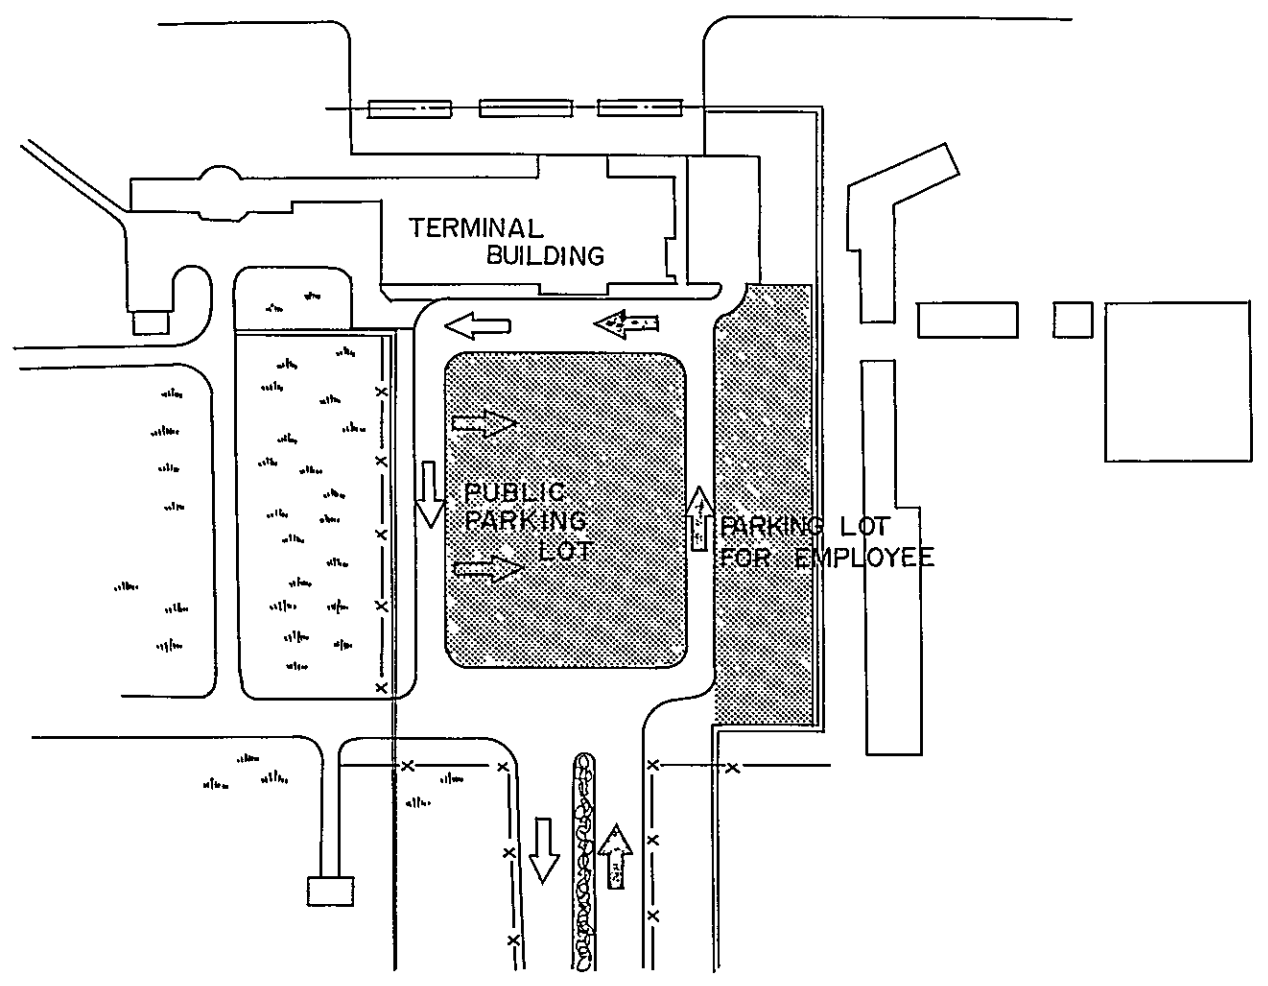 TERMINAL
BUILDING
PUBLIC
PARKING
LOT
PARKING LOT
FOR EMPLOYEE